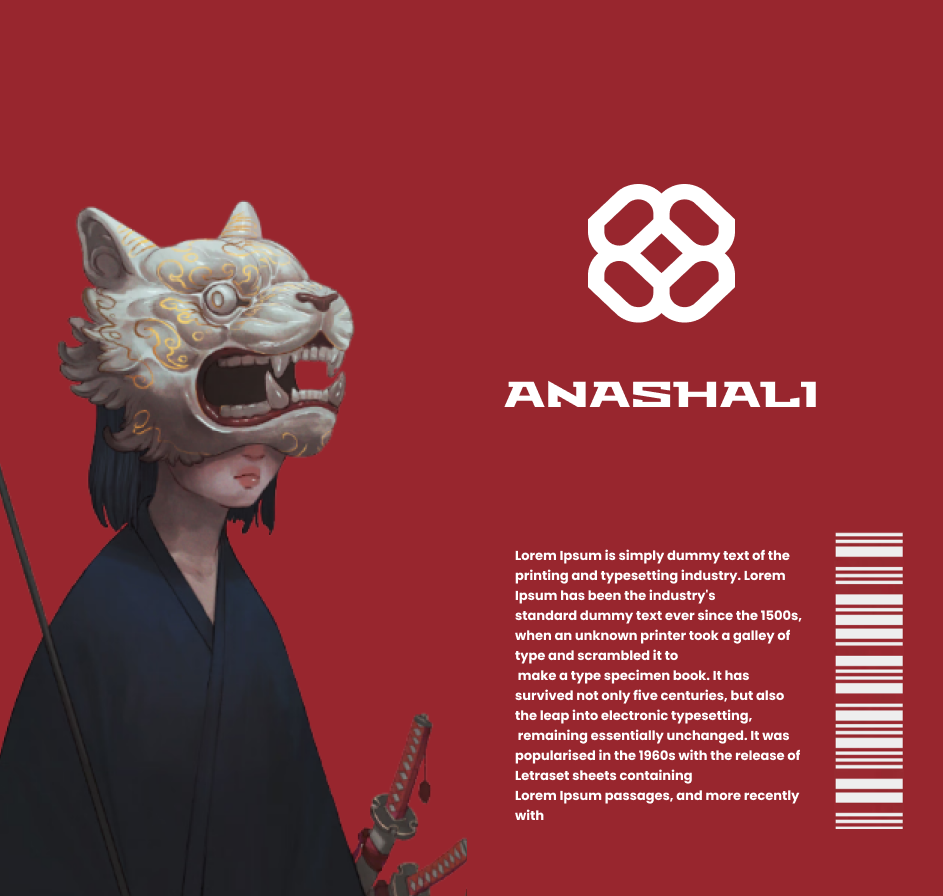 ANASHALI
Lorem Ipsum is simply dummy text of the
printing and typesetting industry. Lorem
Ipsum has been the industry's
standard dummy text ever since the 1500s,
when an unknown printer took a galley of
type and scrambled it to
make a type specimen book. It has
survived not only five centuries, but also
the leap into electronic typesetting,
remaining essentially unchanged. It was
popularised in the 1960s with the release of
Letraset sheets containing
Lorem Ipsum passages, and more recently
with